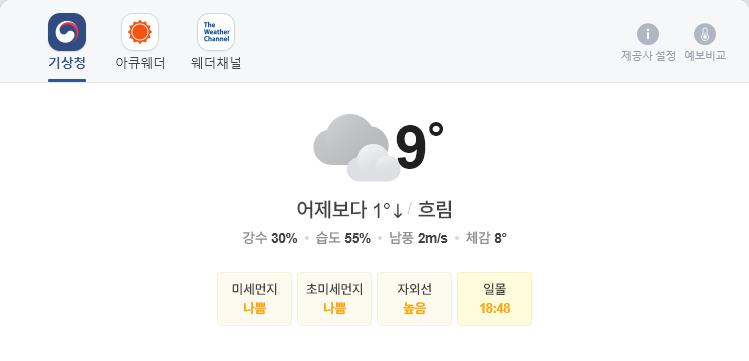 The
Weather
Channel
기상청 아큐웨더 웨더채널
제공사 설정 예보비교
9°
어제보다 1°↓/ 흐림
강수 30% • 습도 55% • 남풍 2m/s • 체감 8°
미세먼지 초미세먼지 자외선 일몰
나쁨 나쁨 높음 18:48